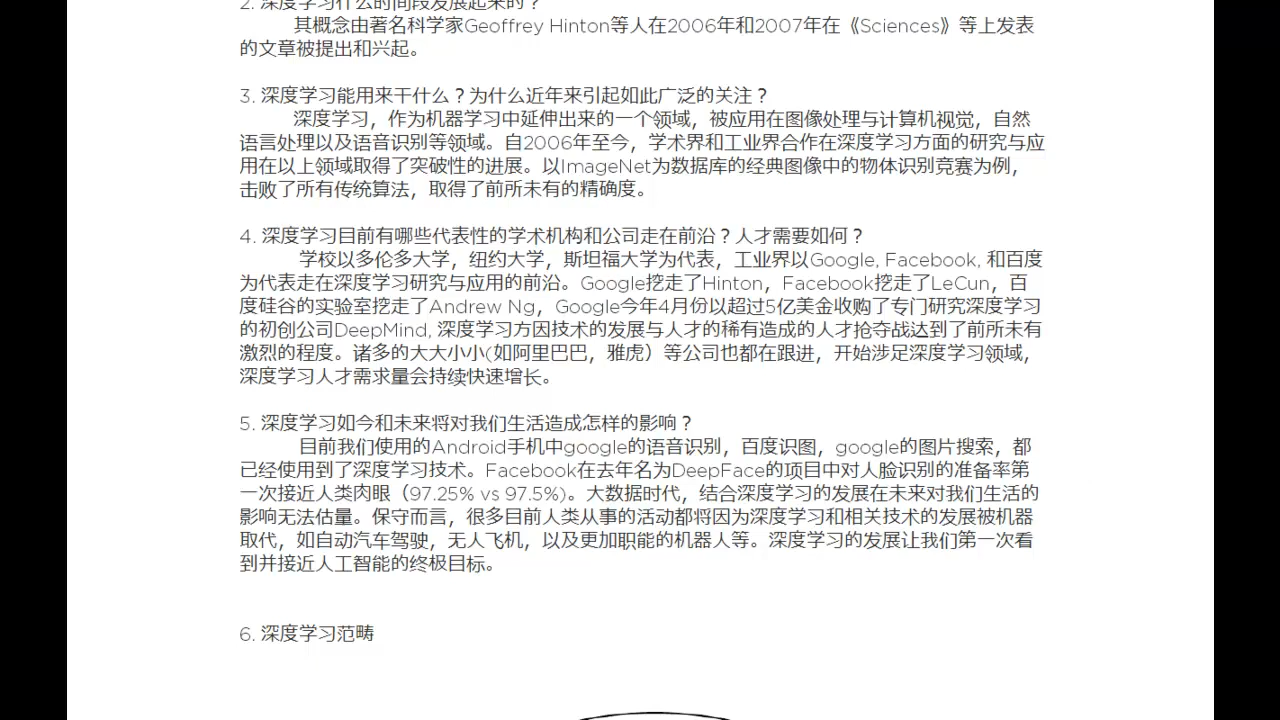 2. 深度学习什么时间段发展起来的？
其概念由著名科学家Geoffrey Hinton等人在2006年和2007年在《Sciences》等上发表
的文章被提出和兴起。
3. 深度学习能用来干什么？为什么近年来引起如此广泛的关注？
深度学习，作为机器学习中延伸出来的一个领域，被应用在图像处理与计算机视觉，自然
语言处理以及语音识别等领域。自2006年至今，学术界和工业界合作在深度学习方面的研究与应
用在以上领域取得了突破性的进展。以ImageNet为数据库的经典图像中的物体识别竞赛为例，
击败了所有传统算法，取得了前所未有的精确度。
4. 深度学习目前有哪些代表性的学术机构和公司走在前沿？人才需要如何？
学校以多伦多大学，纽约大学，斯坦福大学为代表，工业界以Google, Facebook, 和百度
为代表走在深度学习研究与应用的前沿。Google挖走了Hinton，Facebook挖走了LeCun，百
度硅谷的实验室挖走了Andrew Ng，Google今年4月份以超过5亿美金收购了专门研究深度学习
的初创公司DeepMind, 深度学习方因技术的发展与人才的稀有造成的人才抢夺战达到了前所未有
激烈的程度。诸多的大大小小(如阿里巴巴，雅虎）等公司也都在跟进，开始涉足深度学习领域，
深度学习人才需求量会持续快速增长。
5. 深度学习如今和未来将对我们生活造成怎样的影响？
目前我们使用的Android手机中google的语音识别，百度识图，google的图片搜索，都
已经使用到了深度学习技术。Facebook在去年名为DeepFace的项目中对人脸识别的准备率第
一次接近人类肉眼（97.25% vs 97.5%)。大数据时代，结合深度学习的发展在未来对我们生活的
影响无法估量。保守而言，很多目前人类从事的活动都将因为深度学习和相关技术的发展被机器
取代，如自动汽车驾驶，无人飞机，以及更加职能的机器人等。深度学习的发展让我们第一次看
到并接近人工智能的终极目标。
6. 深度学习范畴